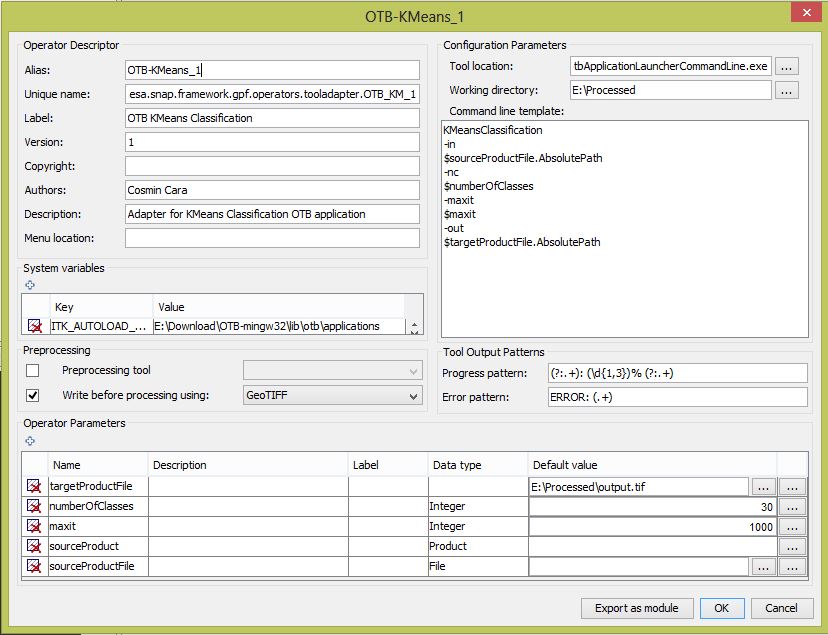 OTB-KMeans_1
Operator Descriptor
Alias: OTB-KMeans_1
Unique name: esa.snap.framework.gpf.operators.tooladapter.OTB_KM_1
Label: OTB KMeans Classification
Version: 1
Copyright:
Authors: Cosmin Cara
Description: Adapter for KMeans Classification OTB application
Menu location:
System variables
Key Value
ITK_AUTOLOAD_... E:\Download\OTB-mingw32\lib\otb\applications
Preprocessing
Preprocessing tool
Write before processing using: GeoTIFF
Configuration Parameters
Tool location: tbApplicationLauncherCommandLine.exe ...
Working directory: E:\Processed ...
Command line template:
KMeansClassification
-in
$sourceProductFile.AbsolutePath
-nc
$numberOfClasses
-maxit
$maxit
-out
$targetProductFile.AbsolutePath
Tool Output Patterns
Progress pattern: (?:.+): (\d{1,3})% (?:.+)
Error pattern: ERROR: (.+)
Operator Parameters
Name Description Label Data type Default value
targetProductFile E:\Processed\output.tif ... ...
numberOfClasses Integer 30 ...
maxit Integer 1000 ...
sourceProduct Product ...
sourceProductFile File ... ...
Export as module OK Cancel